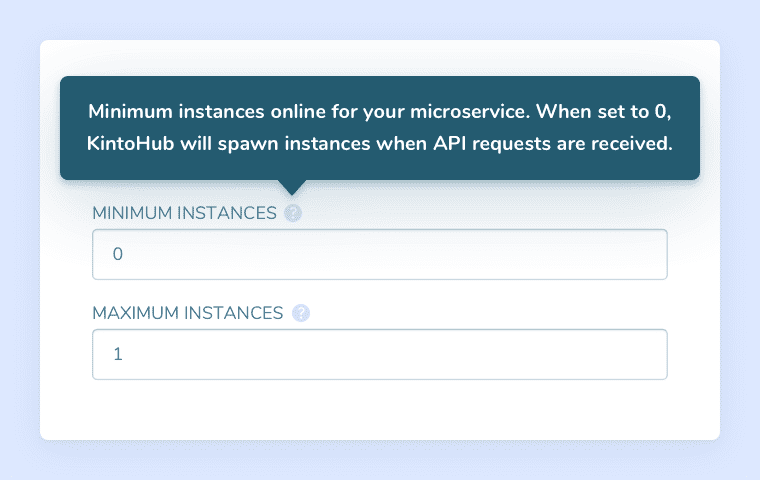 Minimum instances online for your microservice. When set to 0,
KintoHub will spawn instances when API requests are received.
MINIMUM INSTANCES ?
0
MAXIMUM INSTANCES ?
1